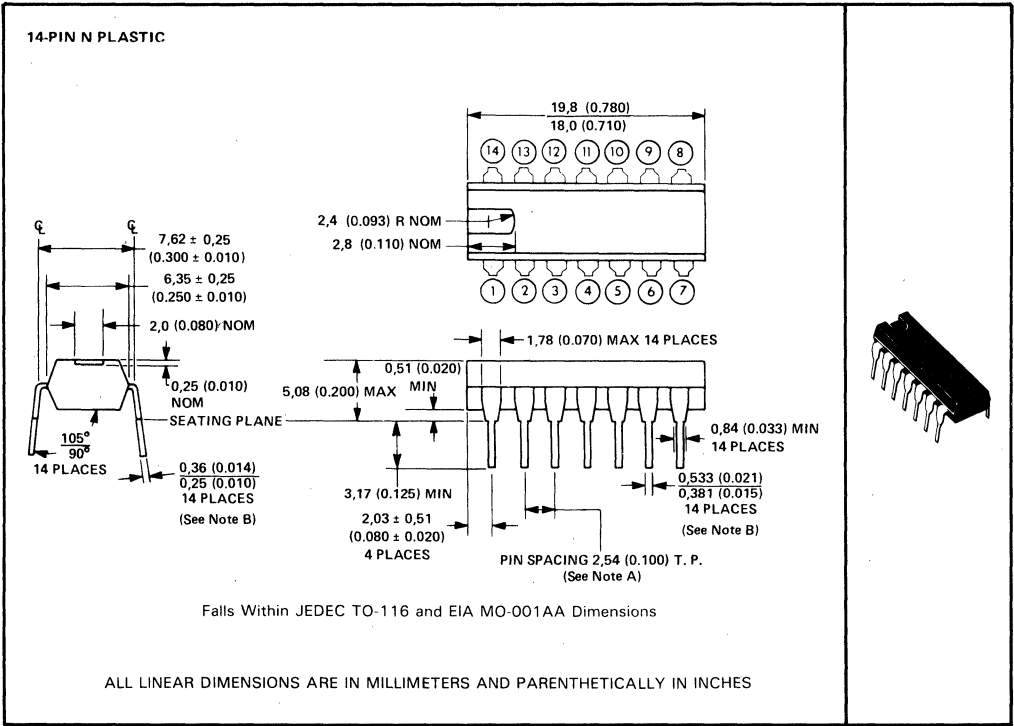 14-PIN N PLASTIC
19,8 (0.780)
18,0 (0.710)
14 13 12 11 10 9 8
2,4 (0.093) R NOM
2.8 (0.110) NOM
1 2 3 4 5 6 7
℄ ℄
7,62 ± 0,25
(0.300 ± 0.010)
6,35 ± 0,25
(0.250 ± 0.010)
2,0 (0.080) NOM
0,25 (0.010)
NOM
SEATING PLANE
105°
90°
14 PLACES
0,36 (0.014)
0,25 (0.010)
14 PLACES
(See Note B)
1,78 (0.070) MAX 14 PLACES
0,51 (0.020)
MIN
5,08 (0.200) MAX
0,84 (0.033) MIN
14 PLACES
3,17 (0.125) MIN
0,533 (0.021)
0,381 (0.015)
14 PLACES
(See Note B)
2,03 ± 0,51
(0.080 ± 0.020)
4 PLACES
PIN SPACING 2,54 (0.100) T. P.
(See Note A)
Falls Within JEDEC TO-116 and EIA MO-001AA Dimensions
ALL LINEAR DIMENSIONS ARE IN MILLIMETERS AND PARENTHETICALLY IN INCHES